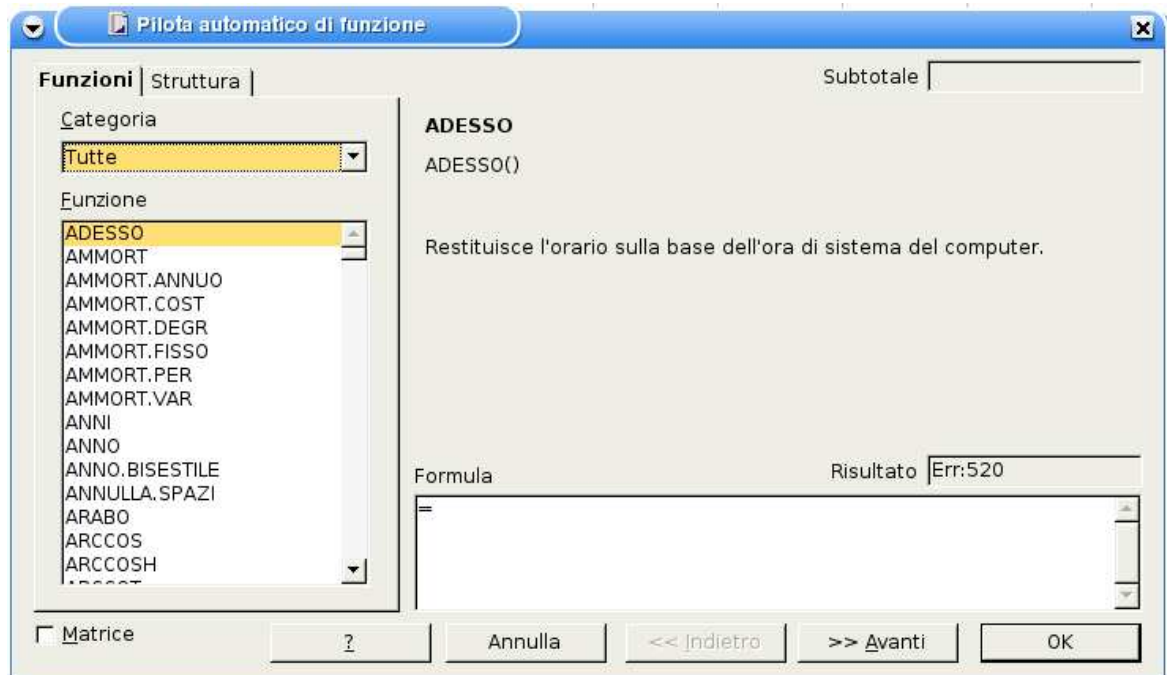 Pilota automatico di funzione
Funzioni
Struttura
Subtotale
Categoria
Tutte
Funzione
ADESSO
AMMORT
AMMORT.ANNUO
AMMORT.COST
AMMORT.DEGR
AMMORT.FISSO
AMMORT.PER
AMMORT.VAR
ANNI
ANNO
ANNO.BISESTILE
ANNULLA.SPAZI
ARABO
ARCCOS
ARCCOSH
ADESSO
ADESSO()
Restituisce l'orario sulla base dell'ora di sistema del computer.
Formula
Risultato Err:520
=
Matrice
?
Annulla
<< Indietro
>> Avanti
OK